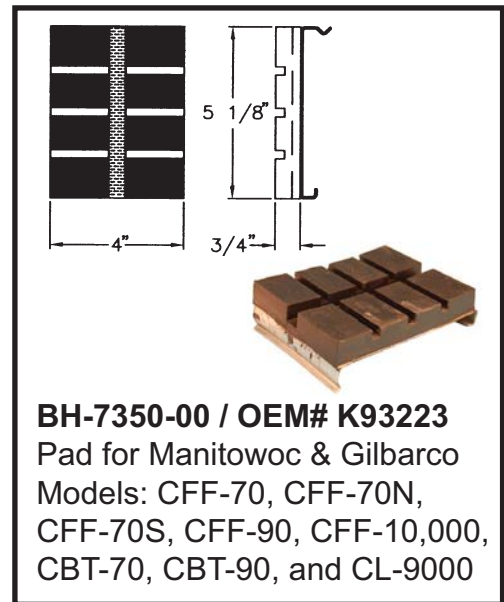 5 1/8"
4"
3/4"
BH-7350-00 / OEM# K93223
Pad for Manitowoc & Gilbarco
Models: CFF-70, CFF-70N,
CFF-70S, CFF-90, CFF-10,000,
CBT-70, CBT-90, and CL-9000